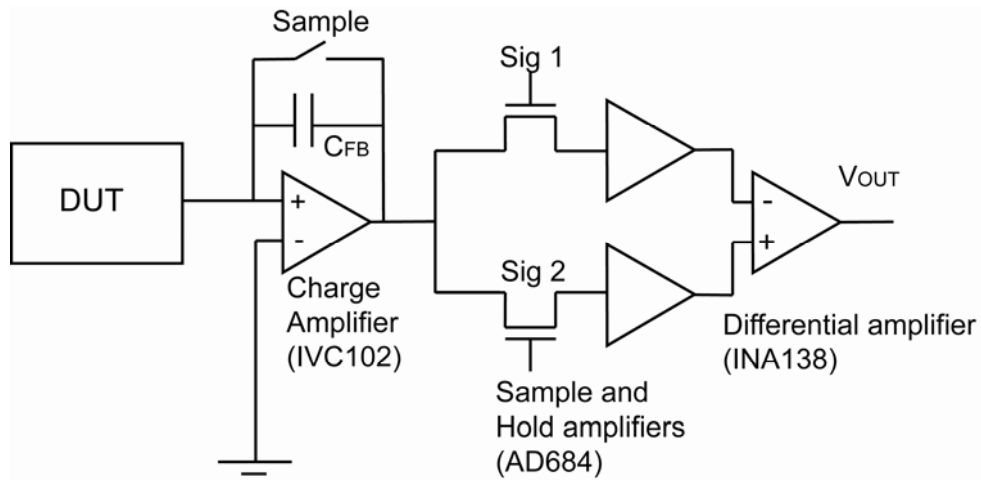 Sample
Sig 1
CFB
DUT
VOUT
+
-
-
+
Sig 2
Charge
Amplifier
(IVC102)
Differential amplifier
(INA138)
Sample and
Hold amplifiers
(AD684)